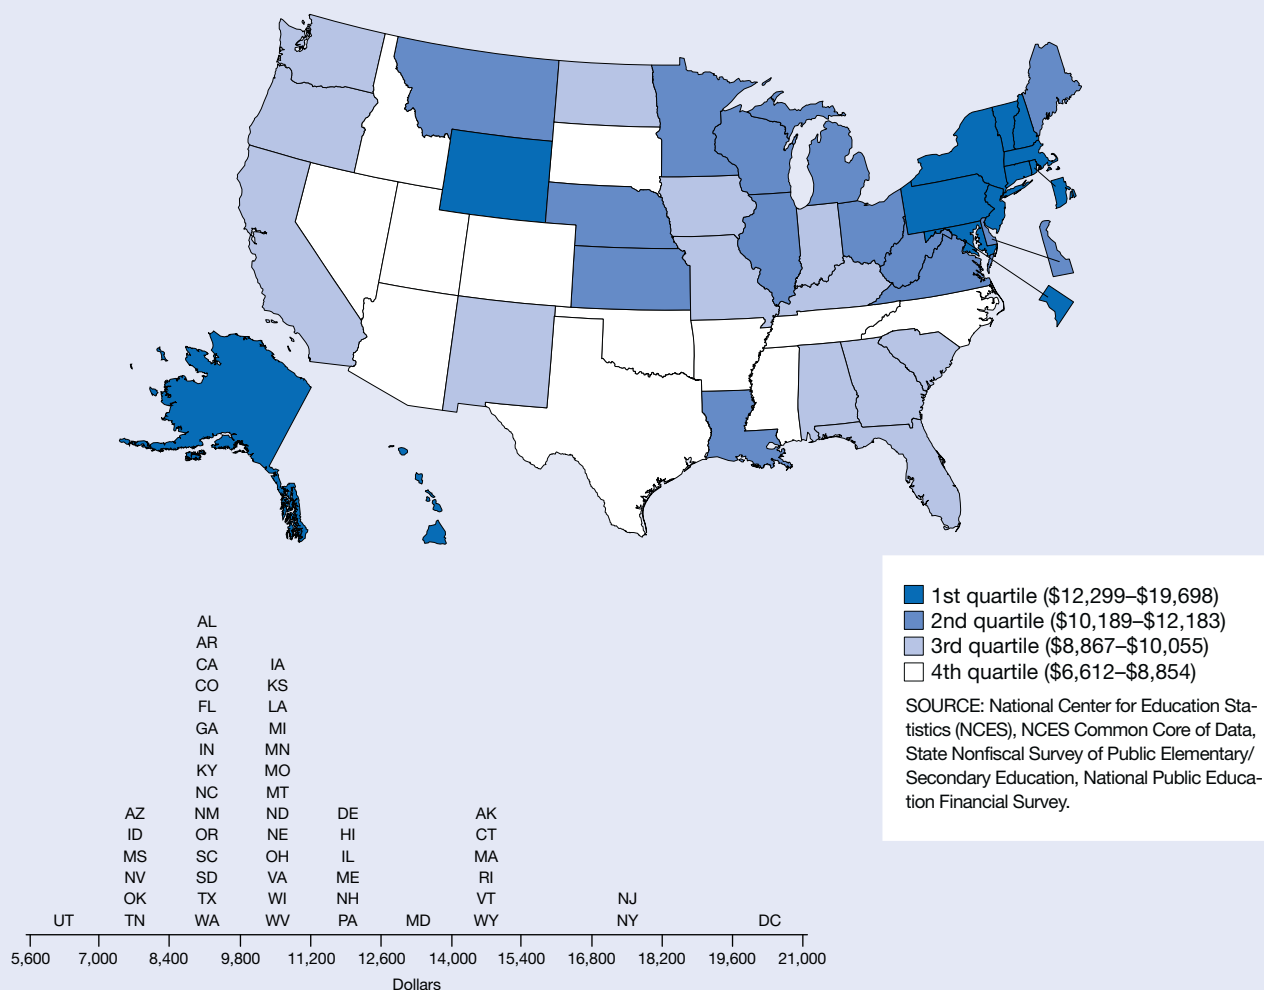 1st quartile ($12,299–$19,698)
2nd quartile ($10,189–$12,183)
3rd quartile ($8,867–$10,055)
4th quartile ($6,612–$8,854)
SOURCE: National Center for Education Sta-
tistics (NCES), NCES Common Core of Data,
State Nonfiscal Survey of Public Elementary/
Secondary Education, National Public Educa-
tion Financial Survey.
AL
AR
CA IA
CO KS
FL LA
GA MI
IN MN
KY MO
NC MT
AZ NM ND DE AK
ID OR NE HI CT
MS SC OH IL MA
NV SD VA ME RI
OK TX WI NH VT NJ
UT TN WA WV PA MD WY NY DC
5,600 7,000 8,400 9,800 11,200 12,600 14,000 15,400 16,800 18,200 19,600 21,000
Dollars